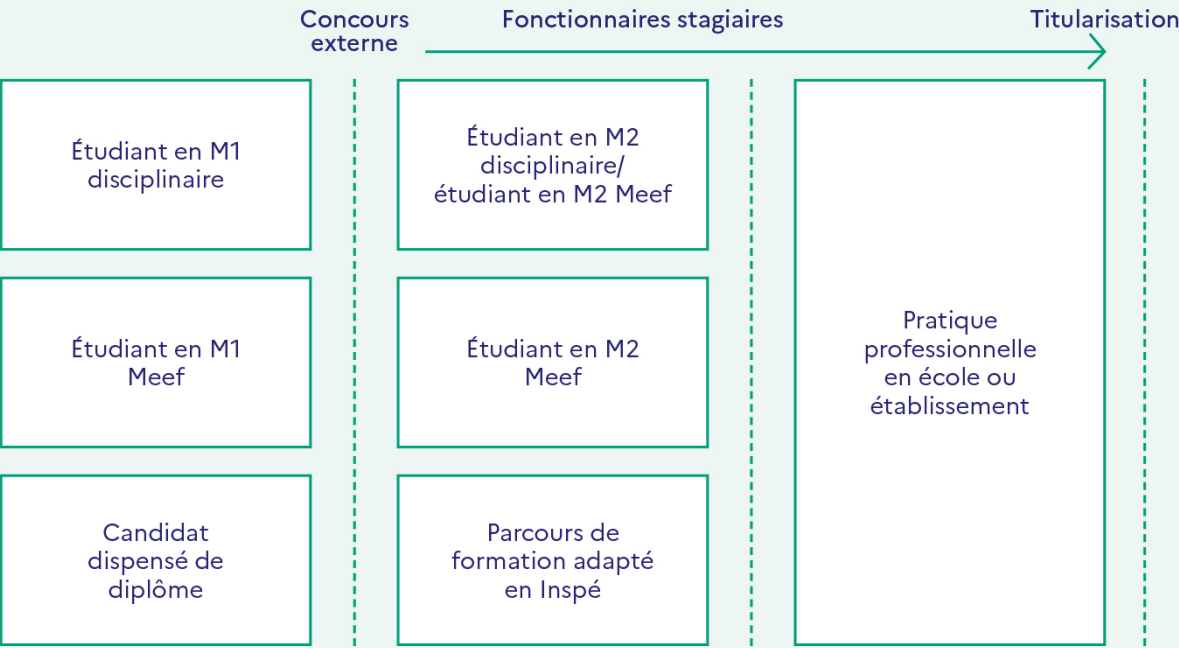 Concours
externe
Fonctionnaires stagiaires
Titularisation
Étudiant en M1
disciplinaire
Étudiant en M2
disciplinaire/
étudiant en M2 Meef
Étudiant en M1
Meef
Étudiant en M2
Meef
Pratique
professionnelle
en école ou
établissement
Candidat
dispensé de
diplôme
Parcours de
formation adapté
en Inspé